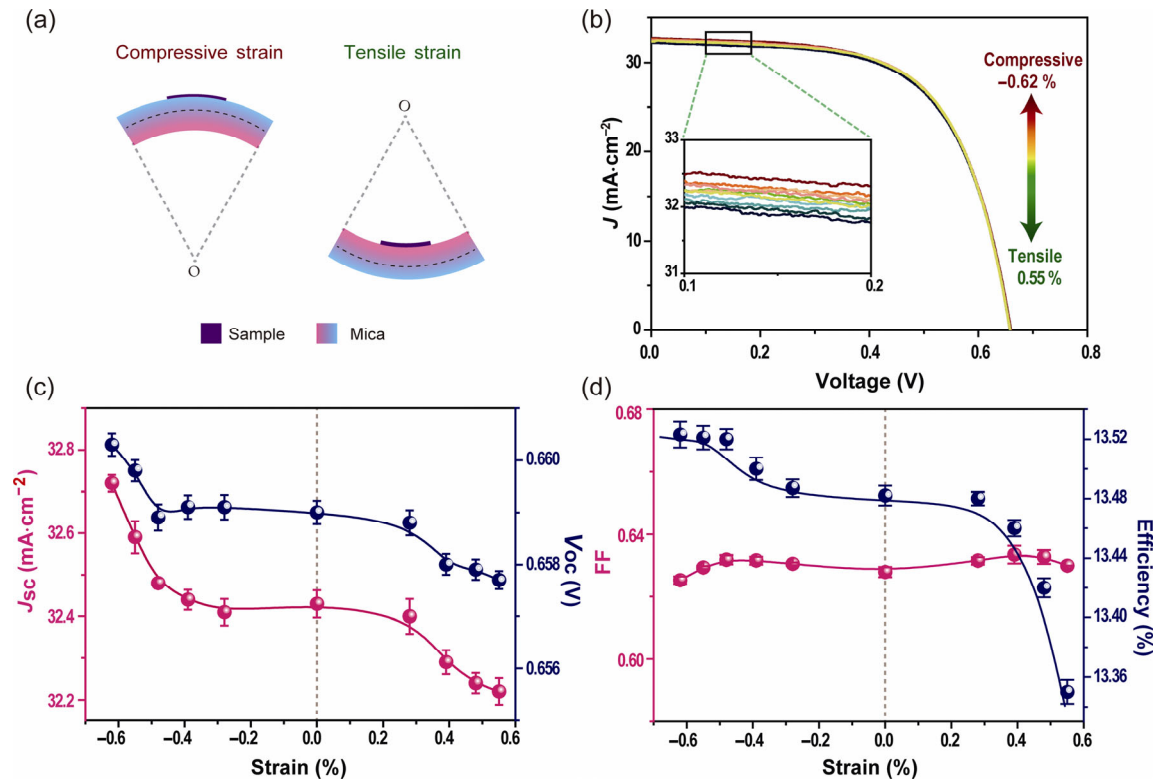 (a)
Compressive strain
Tensile strain
O
O
Sample
Mica
(b)
J (mA·cm⁻²)
30
20
10
0
0.0
0.2
0.4
0.6
0.8
Voltage (V)
33
32
31
0.1
0.2
Compressive
−0.62 %
Tensile
0.55 %
(c)
Jsc (mA·cm⁻²)
32.8
32.6
32.4
32.2
0.660
0.658
0.656
Voc (V)
−0.6
−0.4
−0.2
0.0
0.2
0.4
0.6
Strain (%)
(d)
FF
0.68
0.64
0.60
13.52
13.48
13.44
13.40
13.36
Efficiency (%)
−0.6
−0.4
−0.2
0.0
0.2
0.4
0.6
Strain (%)